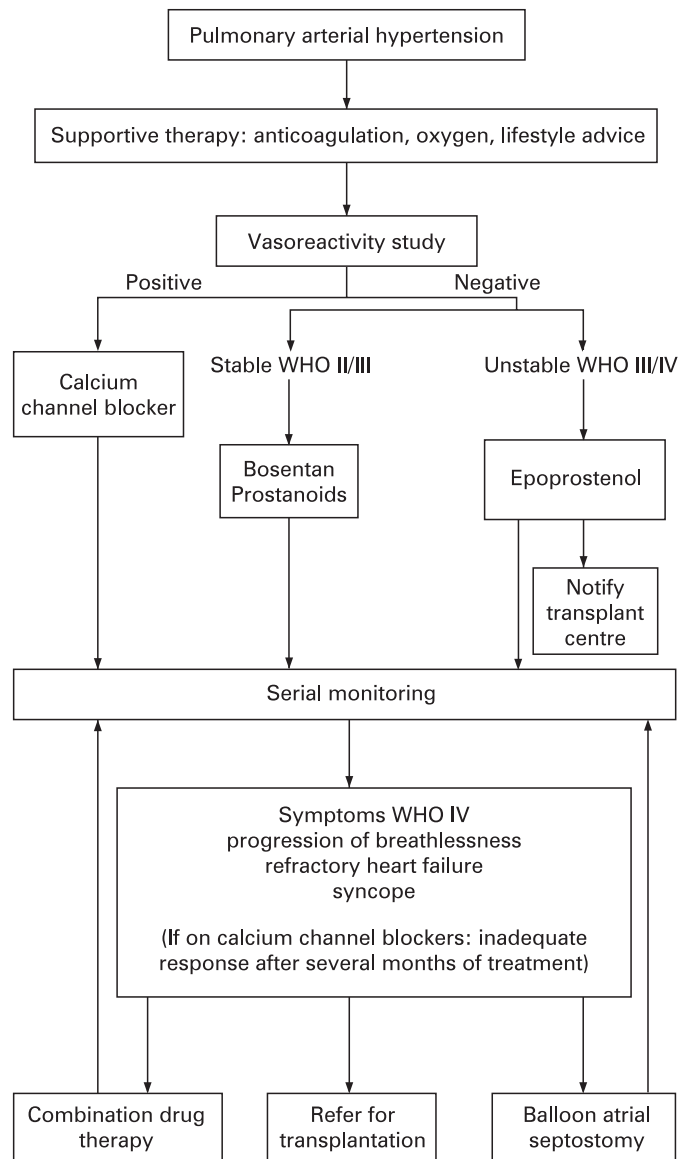 Pulmonary arterial hypertension
Supportive therapy: anticoagulation, oxygen, lifestyle advice
Vasoreactivity study
Positive
Negative
Calcium
channel blocker
Stable WHO II/III
Unstable WHO III/IV
Bosentan
Prostanoids
Epoprostenol
Notify
transplant
centre
Serial monitoring
Symptoms WHO IV
progression of breathlessness
refractory heart failure
syncope
(If on calcium channel blockers: inadequate
response after several months of treatment)
Combination drug
therapy
Refer for
transplantation
Balloon atrial
septostomy